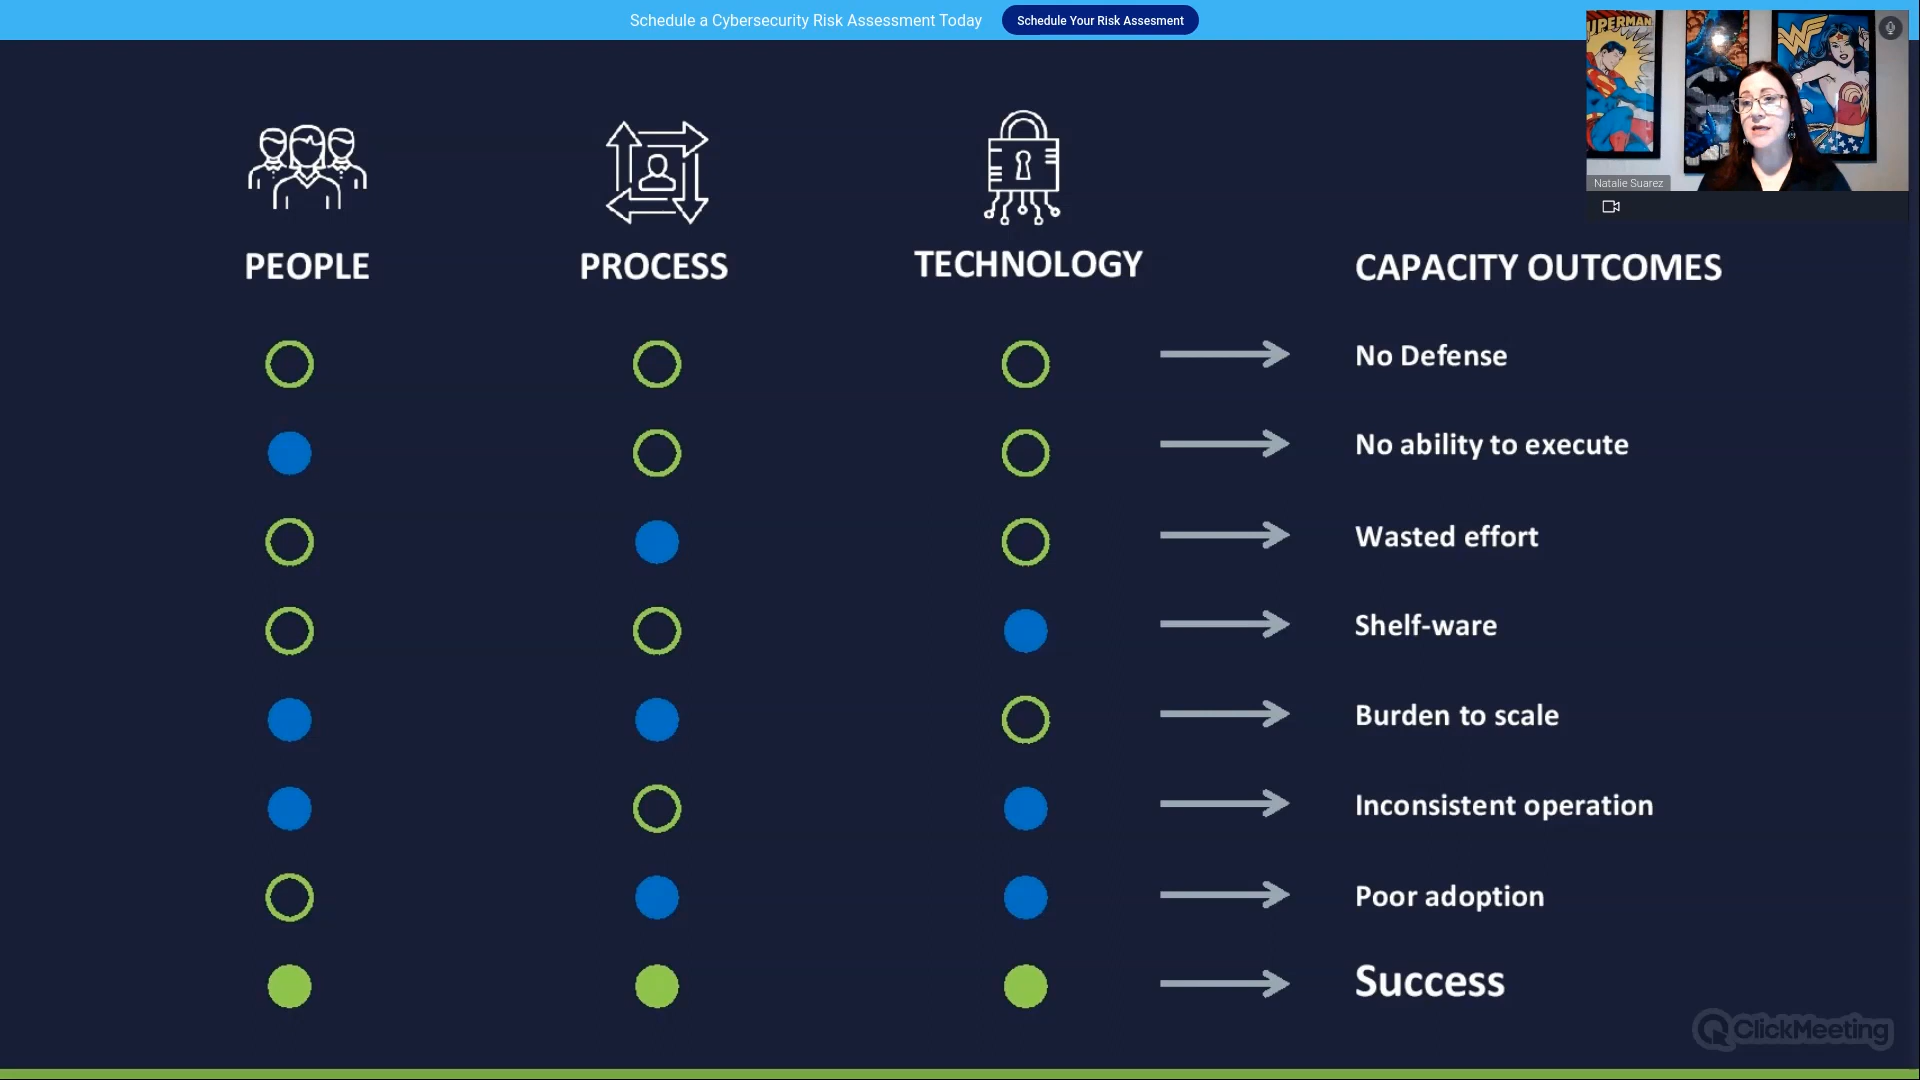 Schedule a Cybersecurity Risk Assessment Today
Schedule Your Risk Assesment
UPERMAN
W
Natalie Suarez
PEOPLE
PROCESS
TECHNOLOGY
CAPACITY OUTCOMES
No Defense
No ability to execute
Wasted effort
Shelf-ware
Burden to scale
Inconsistent operation
Poor adoption
Success
ClickMeeting